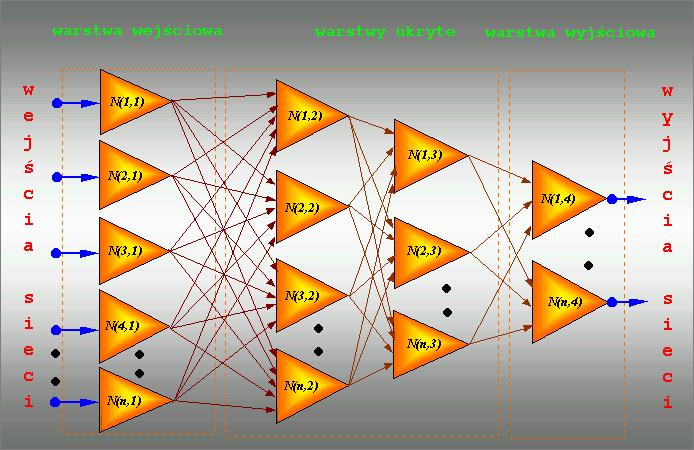 warstwa wejściowa
warstwy ukryte
warstwa wyjściowa
wejścia sieci
N(1,1)
N(2,1)
N(3,1)
N(4,1)
N(n,1)
N(1,2)
N(2,2)
N(3,2)
N(n,2)
N(1,3)
N(2,3)
N(n,3)
N(1,4)
N(n,4)
wyjścia sieci